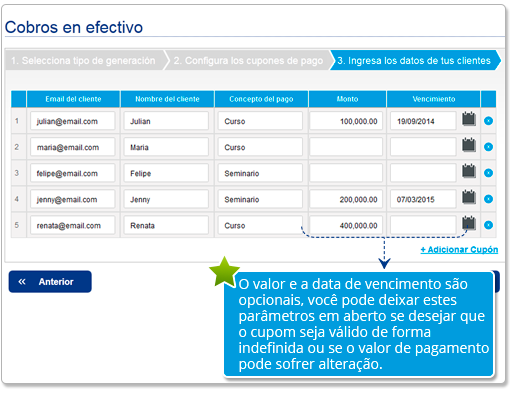 Cobros en efectivo
1. Selecciona tipo de generación 2. Configura los cupones de pago 3. Ingresa los datos de tus clientes
Email del cliente Nombre del cliente Concepto del pago Monto Vencimiento
1 julian@email.com Julian Curso 100,000.00 19/09/2014
2 maria@email.com Maria Curso
3 felipe@email.com Felipe Seminario
4 jenny@email.com Jenny Seminario 200,000.00 07/03/2015
5 renata@email.com Renata Curso 400,000.00
+ Adicionar Cupón
« Anterior
O valor e a data de vencimento são
opcionais, você pode deixar estes
parâmetros em aberto se desejar que
o cupom seja válido de forma
indefinida ou se o valor de pagamento
pode sofrer alteração.